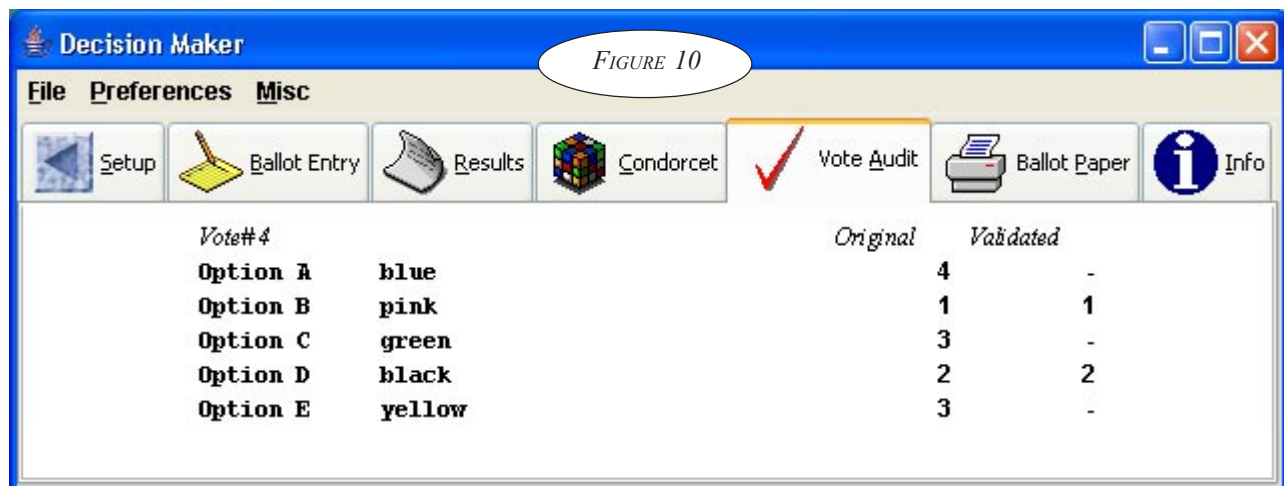 Decision Maker
FIGURE 10
File Preferences Misc
Setup Ballot Entry Results Condorcet Vote Audit Ballot Paper Info
Vote#4 Original Validated
Option A blue 4 -
Option B pink 1 1
Option C green 3 -
Option D black 2 2
Option E yellow 3 -